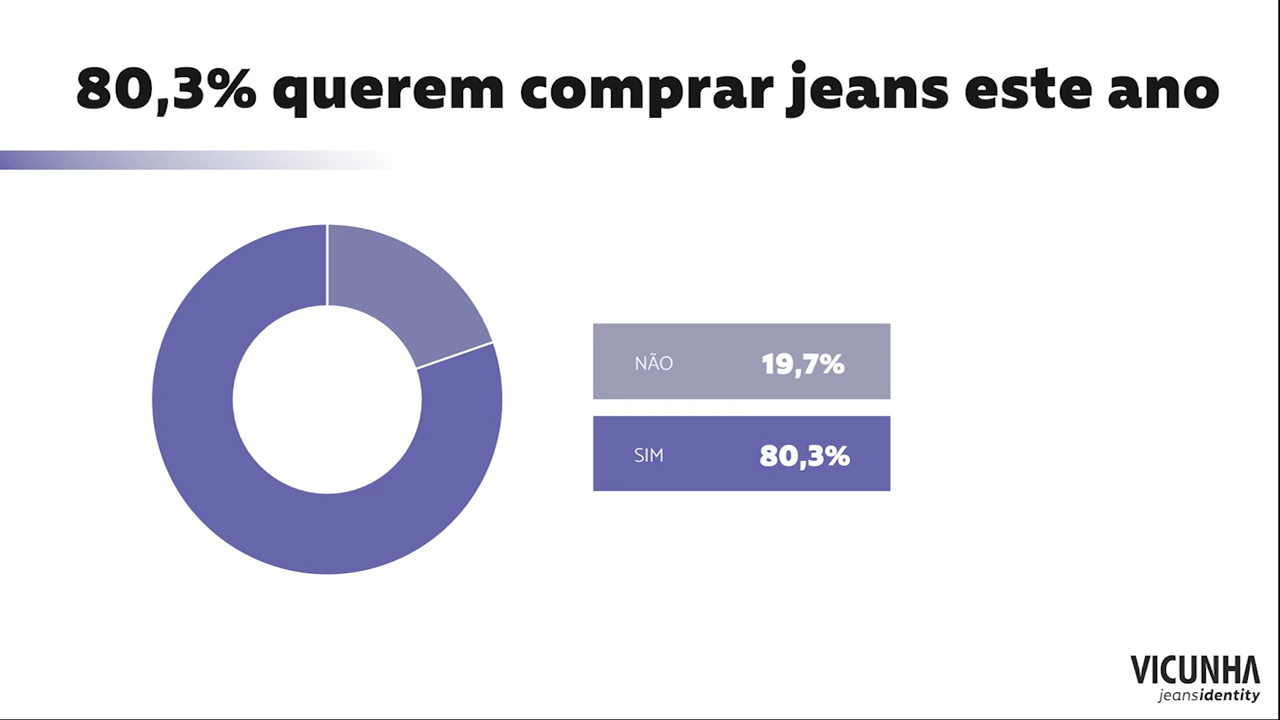 80,3% querem comprar jeans este ano
NÃO 19,7%
SIM 80,3%
VICUNHA
jeansidentity